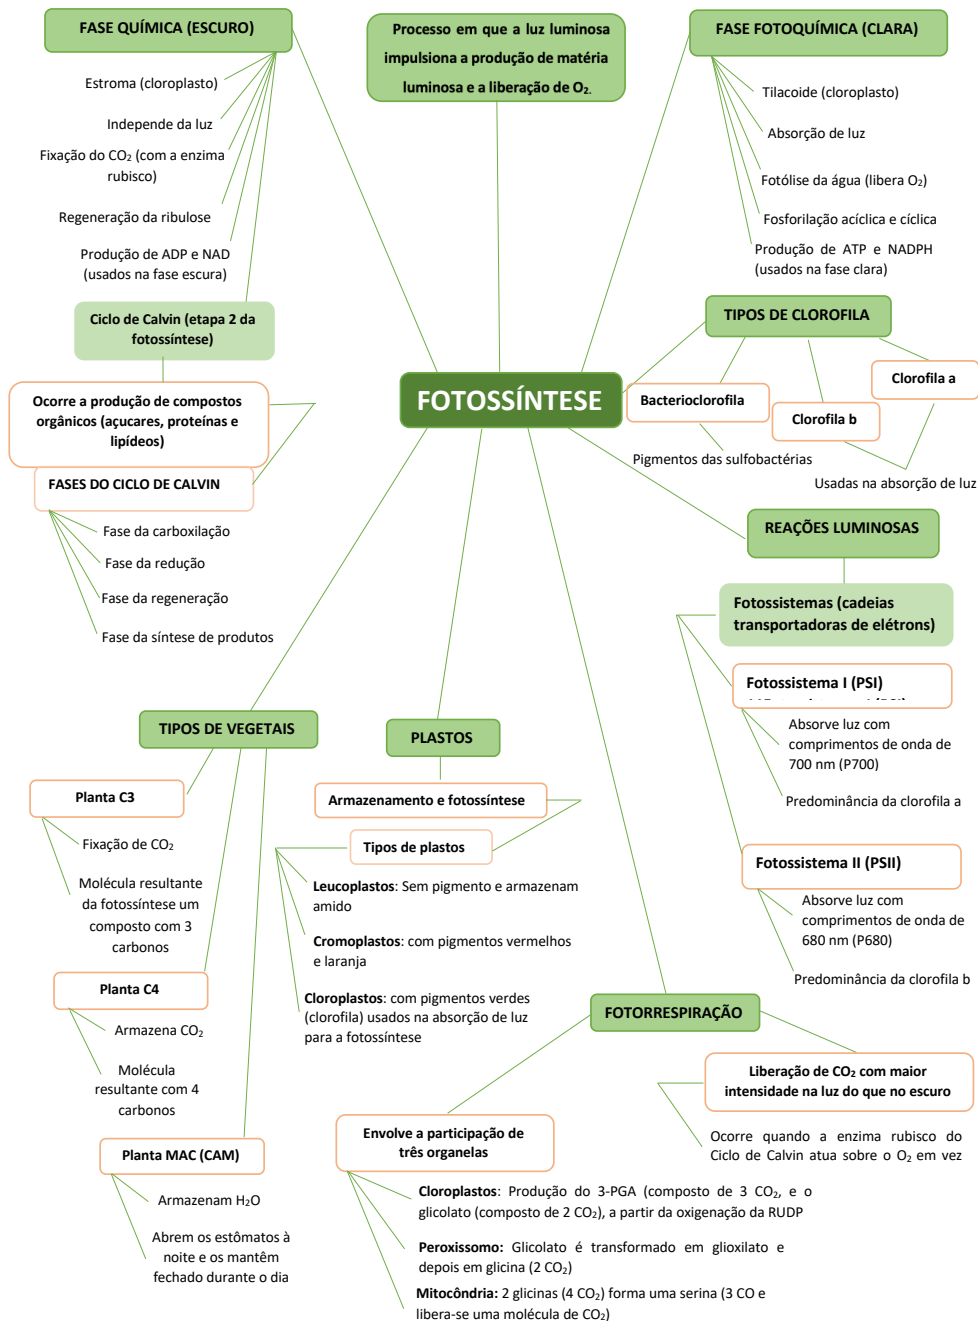 FASE QUÍMICA (ESCURO)
Estroma (cloroplasto)
Independe da luz
Fixação do CO₂ (com a enzima
rubisco)
Regeneração da ribulose
Produção de ADP e NAD
(usados na fase escura)
Ciclo de Calvin (etapa 2 da
fotossíntese)
Ocorre a produção de compostos
orgânicos (açucares, proteínas e
lipídeos)
FASES DO CICLO DE CALVIN
Fase da carboxilação
Fase da redução
Fase da regeneração
Fase da síntese de produtos
Processo em que a luz luminosa
impulsiona a produção de matéria
luminosa e a liberação de O₂.
FASE FOTOQUÍMICA (CLARA)
Tilacoide (cloroplasto)
Absorção de luz
Fotólise da água (libera O₂)
Fosforilação acíclica e cíclica
Produção de ATP e NADPH
(usados na fase clara)
TIPOS DE CLOROFILA
Clorofila a
Bacterioclorofila
Clorofila b
Pigmentos das sulfobactérias
Usadas na absorção de luz
FOTOSSÍNTESE
REAÇÕES LUMINOSAS
Fotossistemas (cadeias
transportadoras de elétrons)
Fotossistema I (PSI)
Absorve luz com
comprimentos de onda de
700 nm (P700)
Predominância da clorofila a
Fotossistema II (PSII)
Absorve luz com
comprimentos de onda de
680 nm (P680)
Predominância da clorofila b
TIPOS DE VEGETAIS
Planta C3
Fixação de CO₂
Molécula resultante
da fotossíntese um
composto com 3
carbonos
Planta C4
Armazena CO₂
Molécula
resultante com 4
carbonos
Planta MAC (CAM)
Armazenam H₂O
Abrem os estômatos à
noite e os mantêm
fechado durante o dia
PLASTOS
Armazenamento e fotossíntese
Tipos de plastos
Leucoplastos: Sem pigmento e armazenam
amido
Cromoplastos: com pigmentos vermelhos
e laranja
Cloroplastos: com pigmentos verdes
(clorofila) usados na absorção de luz
para a fotossíntese
FOTORRESPIRAÇÃO
Liberação de CO₂ com maior
intensidade na luz do que no escuro
Ocorre quando a enzima rubisco do
Ciclo de Calvin atua sobre o O₂ em vez
Envolve a participação de
três organelas
Cloroplastos: Produção do 3-PGA (composto de 3 CO₂, e o
glicolato (composto de 2 CO₂), a partir da oxigenação da RUDP
Peroxissomo: Glicolato é transformado em glioxilato e
depois em glicina (2 CO₂)
Mitocôndria: 2 glicinas (4 CO₂) forma uma serina (3 CO e
libera-se uma molécula de CO₂)